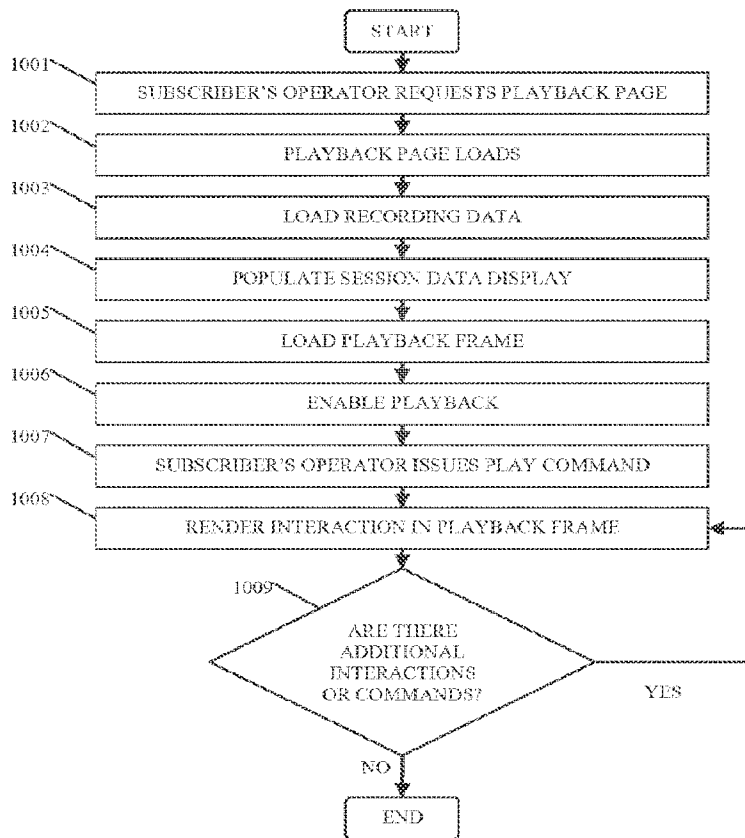 START
1001
SUBSCRIBER'S OPERATOR REQUESTS PLAYBACK PAGE
1002
PLAYBACK PAGE LOADS
1003
LOAD RECORDING DATA
1004
POPULATE SESSION DATA DISPLAY
1005
LOAD PLAYBACK FRAME
1006
ENABLE PLAYBACK
1007
SUBSCRIBER'S OPERATOR ISSUES PLAY COMMAND
1008
RENDER INTERACTION IN PLAYBACK FRAME
1009
ARE THERE
ADDITIONAL
INTERACTIONS
OR COMMANDS?
YES
NO
END